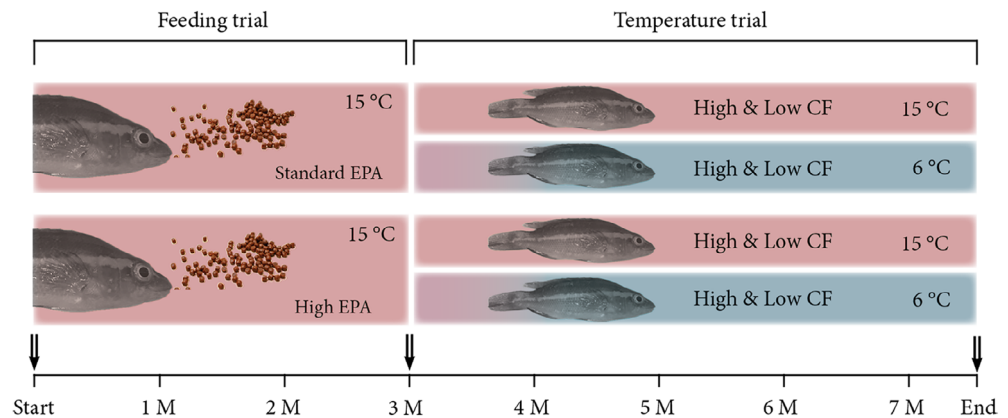 Feeding trial
Temperature trial
15 °C
Standard EPA
High & Low CF 15 °C
High & Low CF 6 °C
15 °C
High EPA
High & Low CF 15 °C
High & Low CF 6 °C
Start 1 M 2 M 3 M 4 M 5M 6 M 7 M End